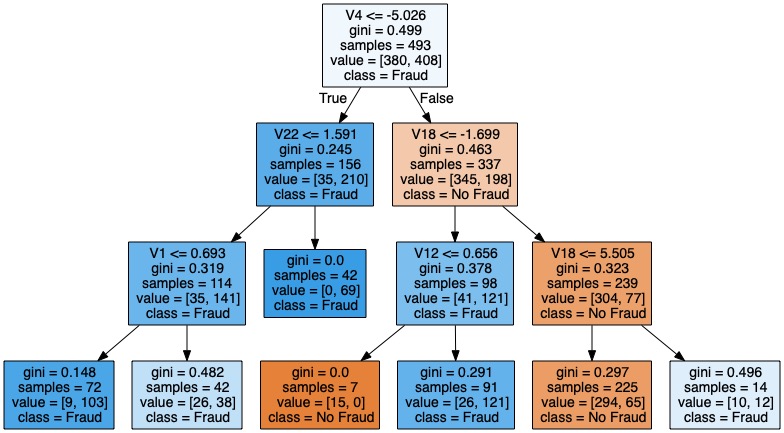 V4 <= -5.026
gini = 0.499
samples = 493
value = [380, 408]
class = Fraud
True
False
V22 <= 1.591
gini = 0.245
samples = 156
value = [35, 210]
class = Fraud
V18 <= -1.699
gini = 0.463
samples = 337
value = [345, 198]
class = No Fraud
V1 <= 0.693
gini = 0.319
samples = 114
value = [35, 141]
class = Fraud
gini = 0.0
samples = 42
value = [0, 69]
class = Fraud
V12 <= 0.656
gini = 0.378
samples = 98
value = [41, 121]
class = Fraud
V18 <= 5.505
gini = 0.323
samples = 239
value = [304, 77]
class = No Fraud
gini = 0.148
samples = 72
value = [9, 103]
class = Fraud
gini = 0.482
samples = 42
value = [26, 38]
class = Fraud
gini = 0.0
samples = 7
value = [15, 0]
class = No Fraud
gini = 0.291
samples = 91
value = [26, 121]
class = Fraud
gini = 0.297
samples = 225
value = [294, 65]
class = No Fraud
gini = 0.496
samples = 14
value = [10, 12]
class = Fraud